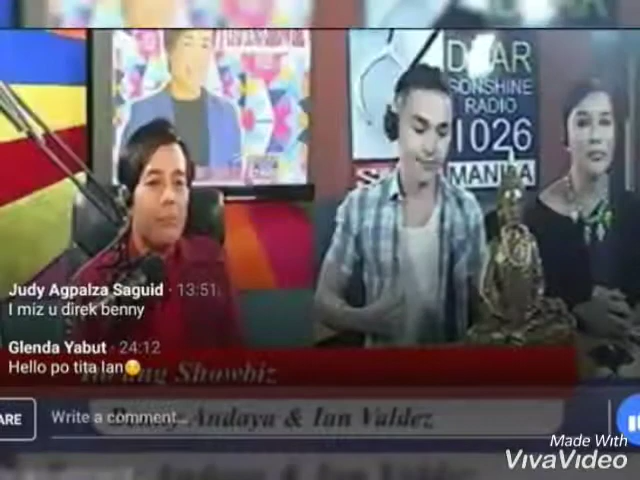 DZAR
SONSHINE
RADIO
1026
MANILA
Judy Agpalza Saguid · 13:51
I miz u direk benny
Glenda Yabut · 24:12
Hello po tita Ian😊
Showbiz
Benny Andaya & Ian Valdez
ARE
Write a comment...
Made With
VivaVideo